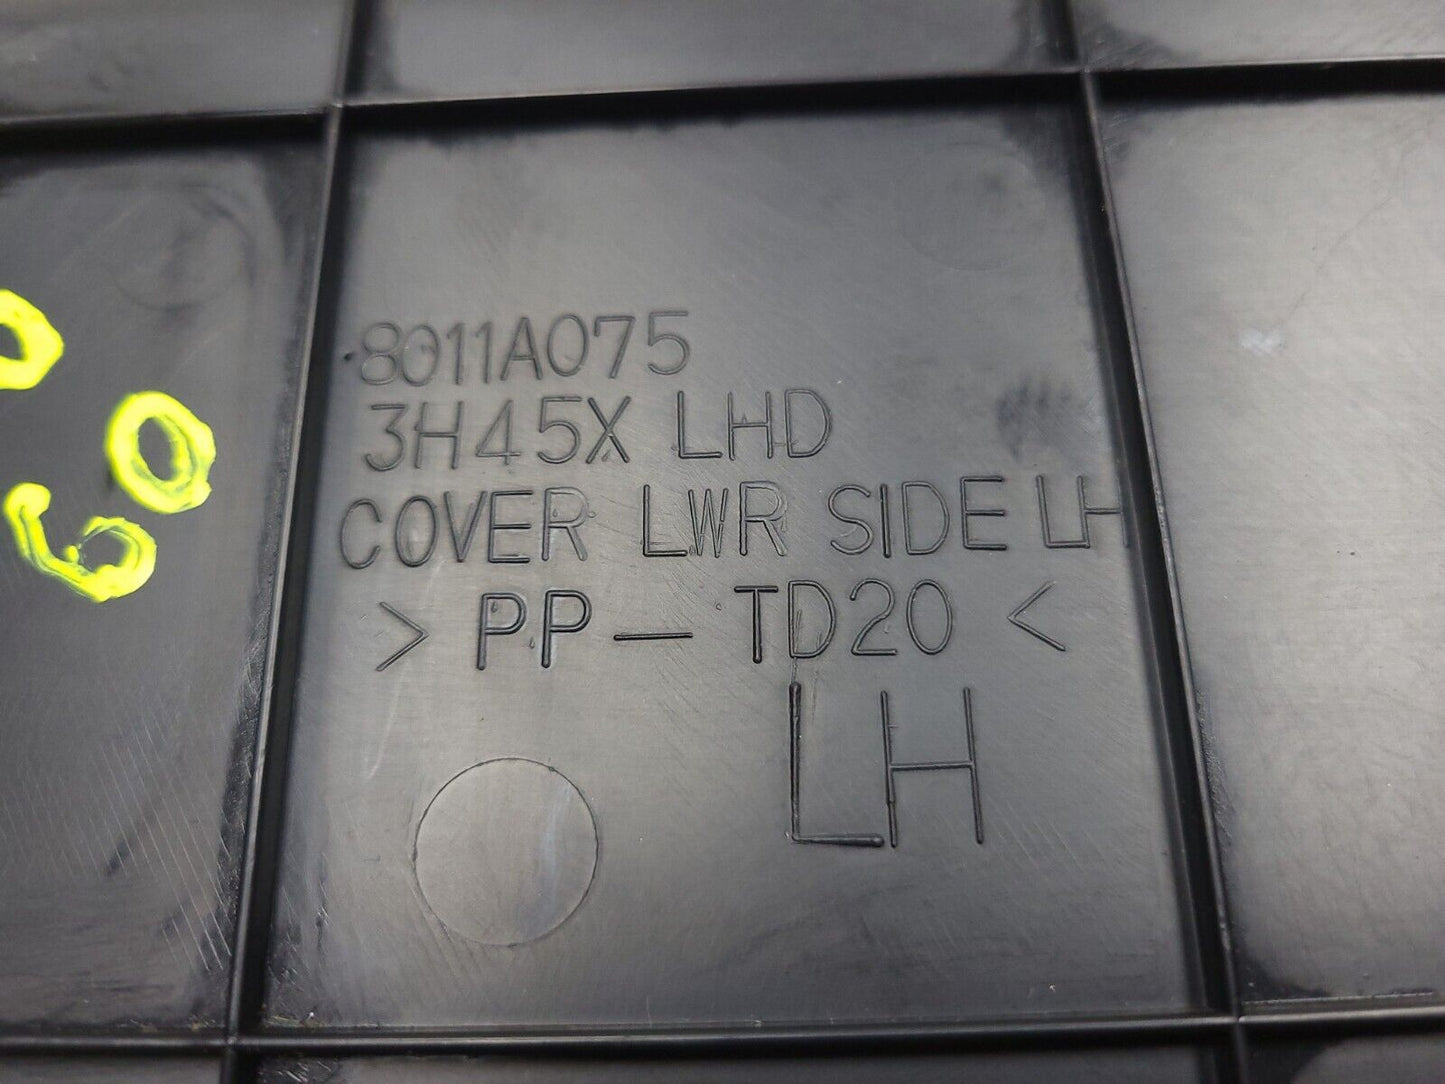 8011A075
3H45X LHD
COVER LWR SIDE LH
> PP — TD20 <
LH